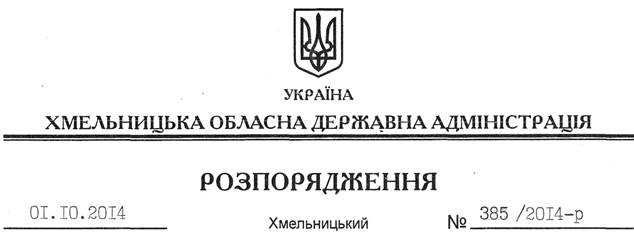 УКРАЇНА
ХМЕЛЬНИЦЬКА ОБЛАСНА ДЕРЖАВНА АДМІНІСТРАЦІЯ
РОЗПОРЯДЖЕННЯ
01.10.2014 Хмельницький № 385/2014-р